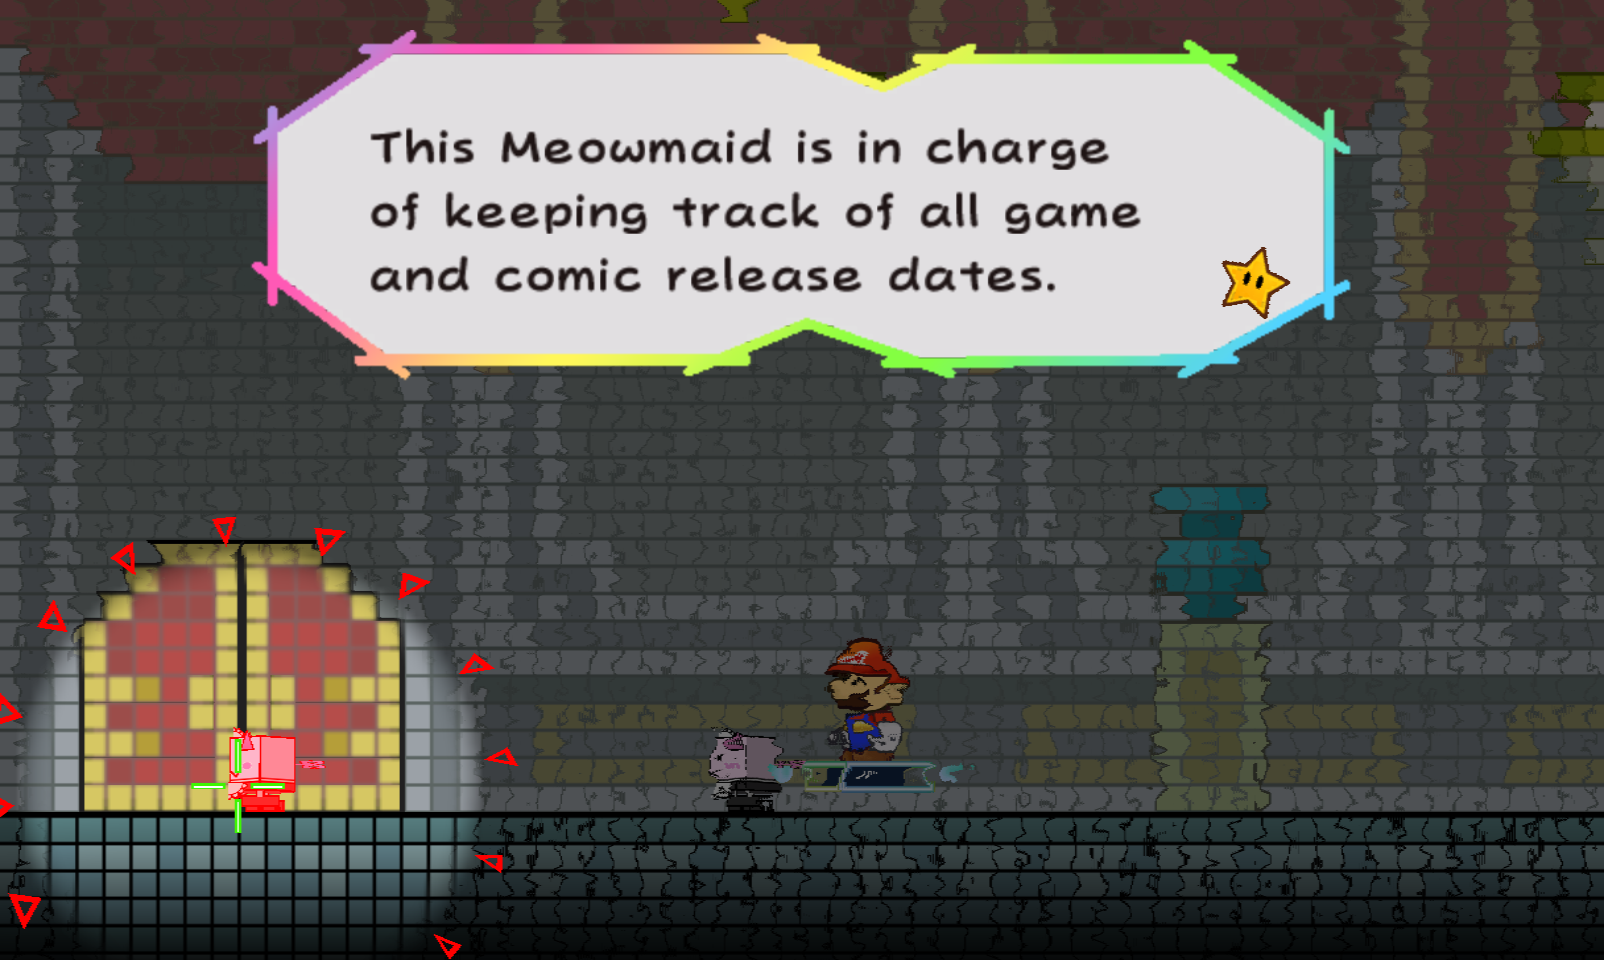 This Meowmaid is in charge
of keeping track of all game
and comic release dates.